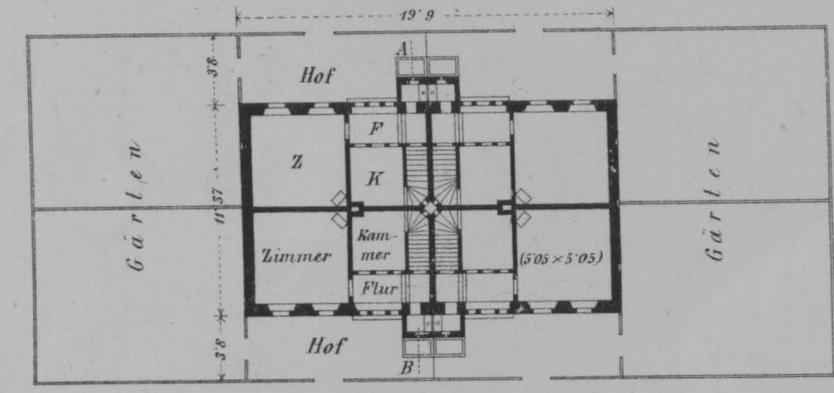 19·9
A
3·8
Hof
F
Z
K
Gärten
11·37
Gärten
Kam-
mer
Zimmer
(5·05 × 5·05)
Flur
3·8
Hof
B